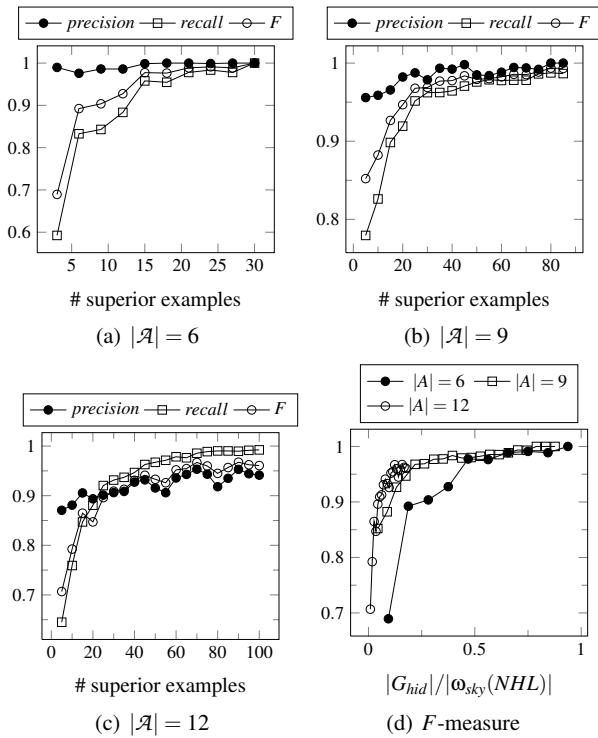 precision recall F
1
0.9
0.8
0.7
0.6
5 10 15 20 25 30
# superior examples
(a) |𝒜| = 6
precision recall F
1
0.9
0.8
0 20 40 60 80
# superior examples
(b) |𝒜| = 9
precision recall F
1
0.9
0.8
0.7
0 20 40 60 80 100
# superior examples
(c) |𝒜| = 12
|A| = 6 |A| = 9
|A| = 12
1
0.9
0.8
0.7
0 0.5 1
|G_hid|/|ω_sky(NHL)|
(d) F-measure